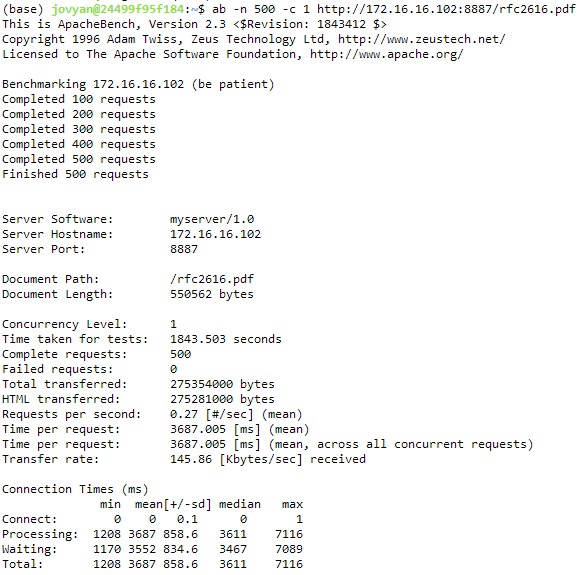 (base) jovyan@24499f95f184:~$ ab -n 500 -c 1 http://172.16.16.102:8887/rfc2616.pdf
This is ApacheBench, Version 2.3 <$Revision: 1843412 $>
Copyright 1996 Adam Twiss, Zeus Technology Ltd, http://www.zeustech.net/
Licensed to The Apache Software Foundation, http://www.apache.org/

Benchmarking 172.16.16.102 (be patient)
Completed 100 requests
Completed 200 requests
Completed 300 requests
Completed 400 requests
Completed 500 requests
Finished 500 requests


Server Software:        myserver/1.0
Server Hostname:        172.16.16.102
Server Port:            8887

Document Path:          /rfc2616.pdf
Document Length:        550562 bytes

Concurrency Level:      1
Time taken for tests:   1843.503 seconds
Complete requests:      500
Failed requests:        0
Total transferred:      275354000 bytes
HTML transferred:       275281000 bytes
Requests per second:    0.27 [#/sec] (mean)
Time per request:       3687.005 [ms] (mean)
Time per request:       3687.005 [ms] (mean, across all concurrent requests)
Transfer rate:          145.86 [Kbytes/sec] received

Connection Times (ms)
              min  mean[+/-sd] median   max
Connect:        0    0   0.1      0       1
Processing:  1208 3687 858.6   3611    7116
Waiting:     1170 3552 834.6   3467    7089
Total:       1208 3687 858.6   3611    7116